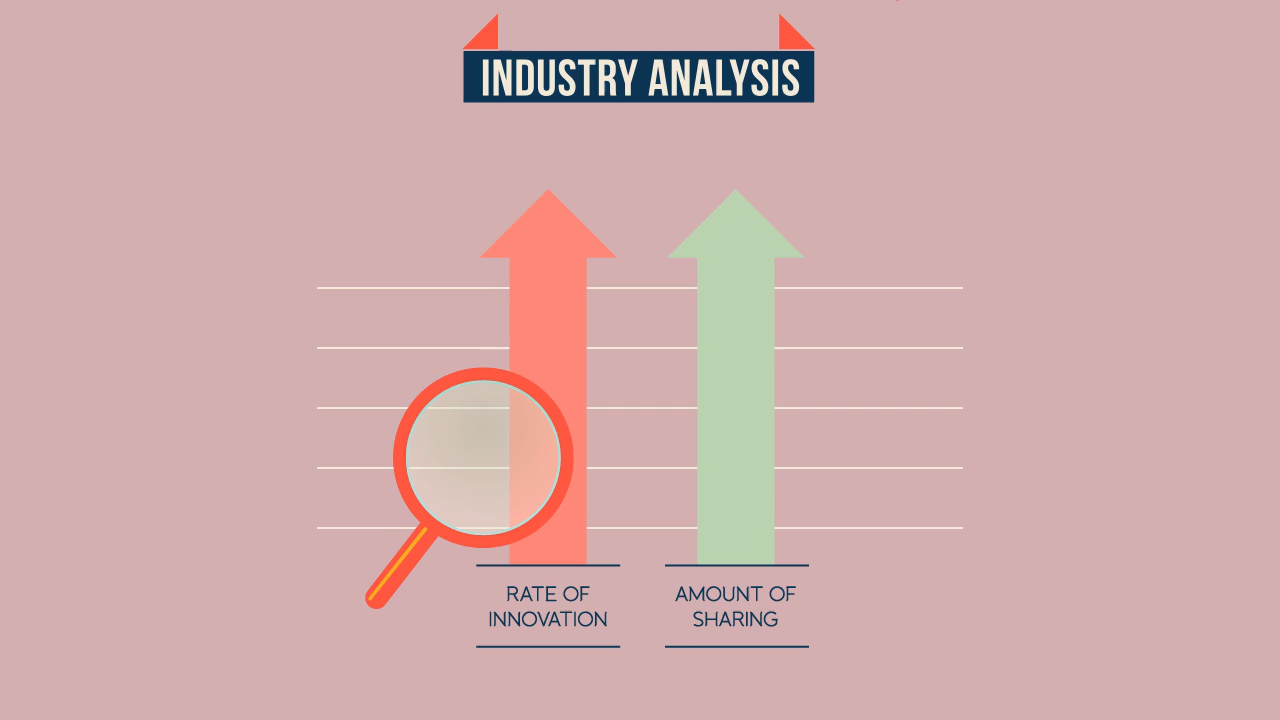 INDUSTRY ANALYSIS
RATE OF
INNOVATION
AMOUNT OF
SHARING